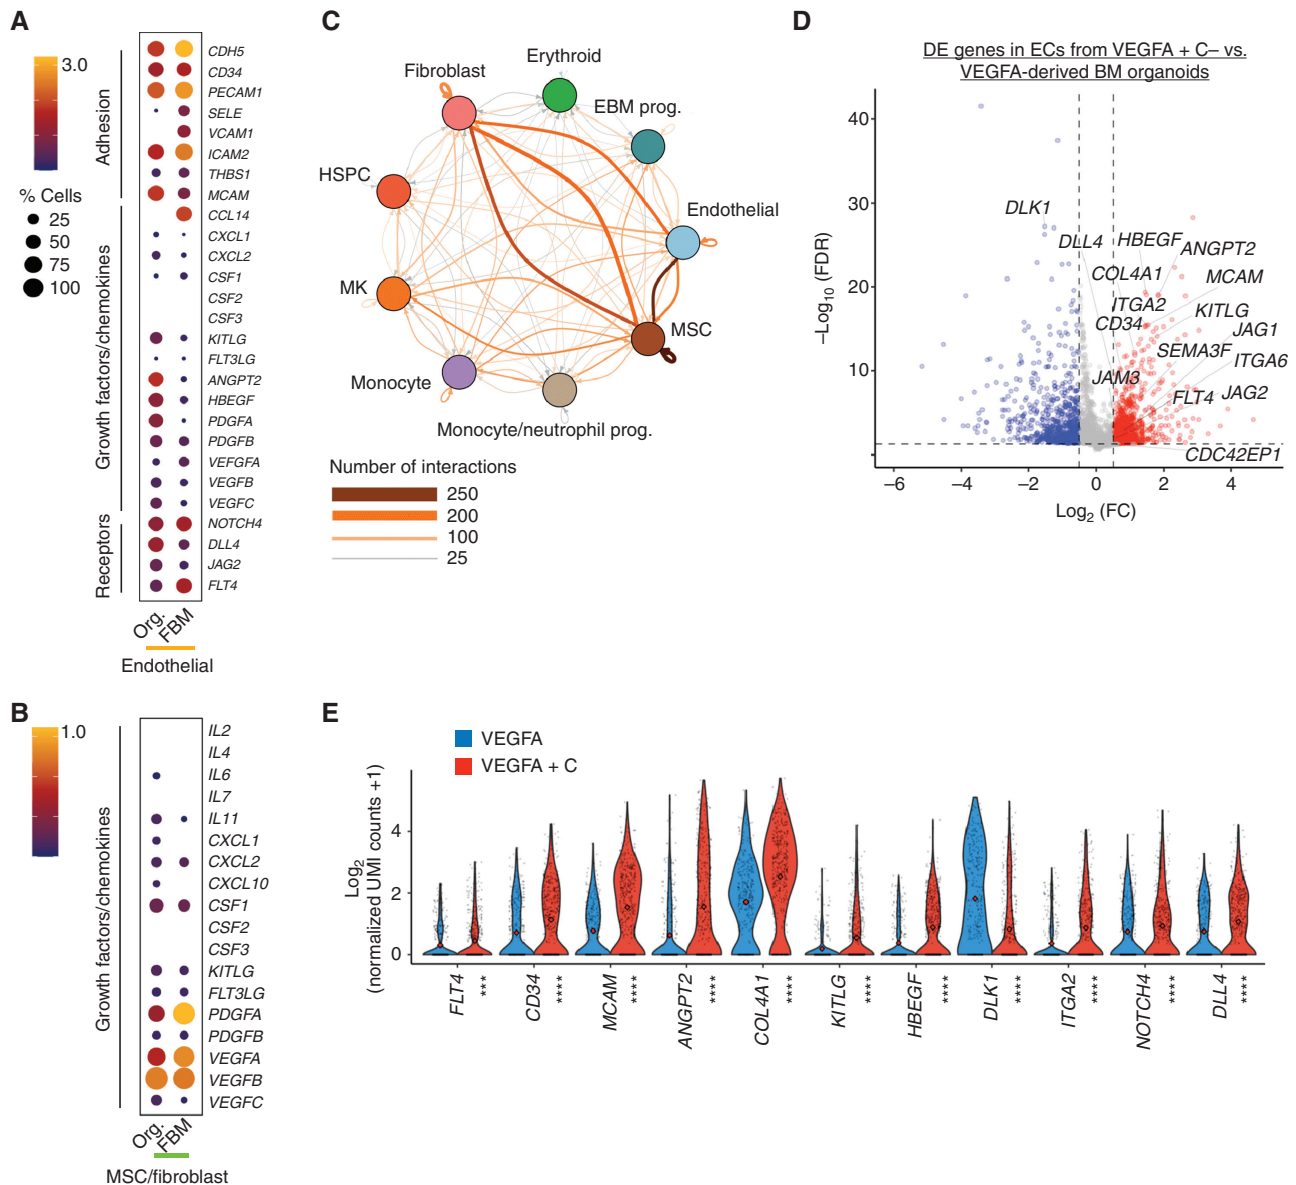 A
3.0
% Cells
25
50
75
100
Adhesion
Growth factors/chemokines
Receptors
CDH5
CD34
PECAM1
SELE
VCAM1
ICAM2
THBS1
MCAM
CCL14
CXCL1
CXCL2
CSF1
CSF2
CSF3
KITLG
FLT3LG
ANGPT2
HBEGF
PDGFA
PDGFB
VEFGFA
VEGFB
VEGFC
NOTCH4
DLL4
JAG2
FLT4
Org.
FBM
Endothelial
B
1.0
Growth factors/chemokines
IL2
IL4
IL6
IL7
IL11
CXCL1
CXCL2
CXCL10
CSF1
CSF2
CSF3
KITLG
FLT3LG
PDGFA
PDGFB
VEGFA
VEGFB
VEGFC
Org.
FBM
MSC/fibroblast
C
Erythroid
Fibroblast
EBM prog.
HSPC
Endothelial
MK
MSC
Monocyte
Monocyte/neutrophil prog.
Number of interactions
250
200
100
25
D
DE genes in ECs from VEGFA + C– vs.
VEGFA-derived BM organoids
–Log10 (FDR)
40
30
20
10
DLK1
DLL4
HBEGF
ANGPT2
COL4A1
MCAM
ITGA2
KITLG
CD34
JAG1
SEMA3F
ITGA6
JAM3
FLT4
JAG2
CDC42EP1
–6
–4
–2
0
2
4
Log2 (FC)
E
VEGFA
VEGFA + C
Log2
(normalized UMI counts +1)
4
2
0
FLT4
***
CD34
****
MCAM
****
ANGPT2
****
COL4A1
****
KITLG
****
HBEGF
****
DLK1
****
ITGA2
****
NOTCH4
****
DLL4
****